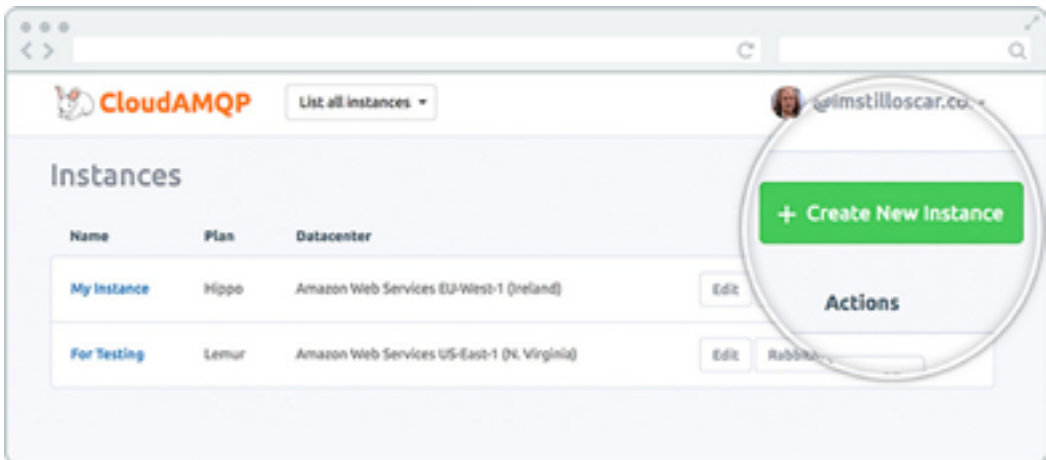 CloudAMQP List all instances @imstilloscar.co
Instances
+ Create New Instance
Name Plan Datacenter
Actions
My Instance Hippo Amazon Web Services EU-West-1 (Ireland) Edit
For Testing Lemur Amazon Web Services US-East-1 (N. Virginia) Edit